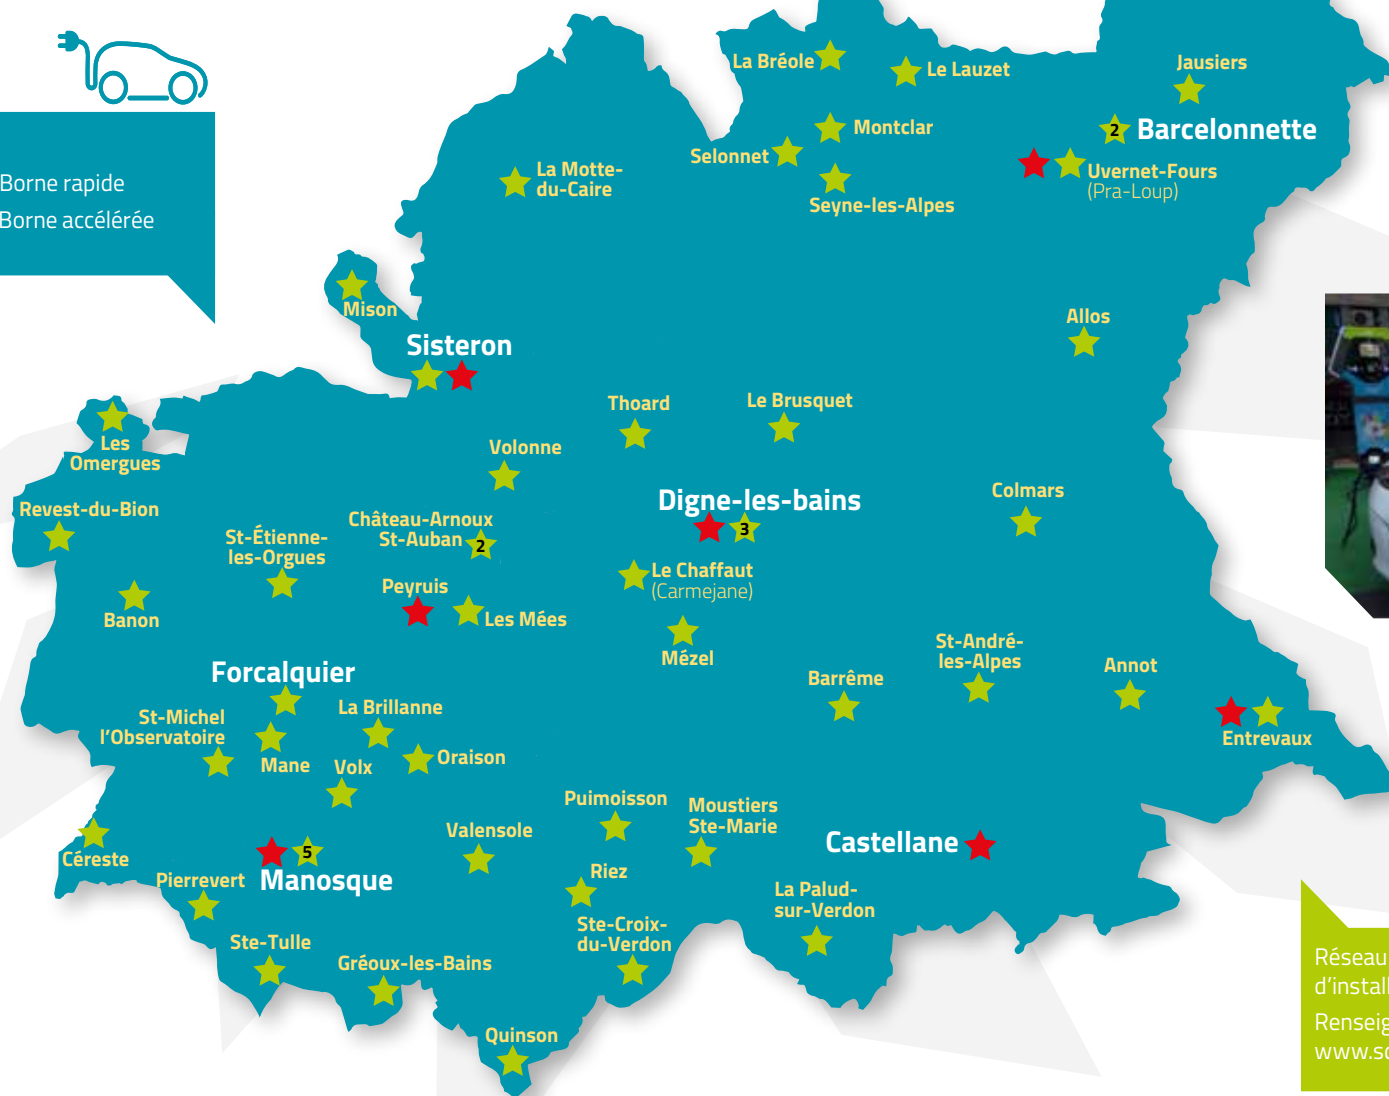 Borne rapide
Borne accélérée
La Bréole
Le Lauzet
Jausiers
Montclar
2
Barcelonnette
Selonnet
La Motte-
du-Caire
Uvernet-Fours
(Pra-Loup)
Seyne-les-Alpes
Mison
Allos
Sisteron
Thoard
Le Brusquet
Les
Omergues
Volonne
Digne-les-bains
3
Colmars
Revest-du-Bion
Château-Arnoux
St-Auban
2
St-Étienne-
les-Orgues
Le Chaffaut
(Carmejane)
Peyruis
Les Mées
Banon
Mézel
St-André-
les-Alpes
Annot
Forcalquier
Barrême
La Brillanne
St-Michel
l'Observatoire
Entrevaux
Mane
Volx
Oraison
Puimoisson
Moustiers
Ste-Marie
Valensole
Castellane
Céreste
5
Manosque
Pierrevert
Riez
La Palud-
sur-Verdon
Ste-Croix-
du-Verdon
Ste-Tulle
Gréoux-les-Bains
Quinson
Réseau
d'install
Renseig
www.s